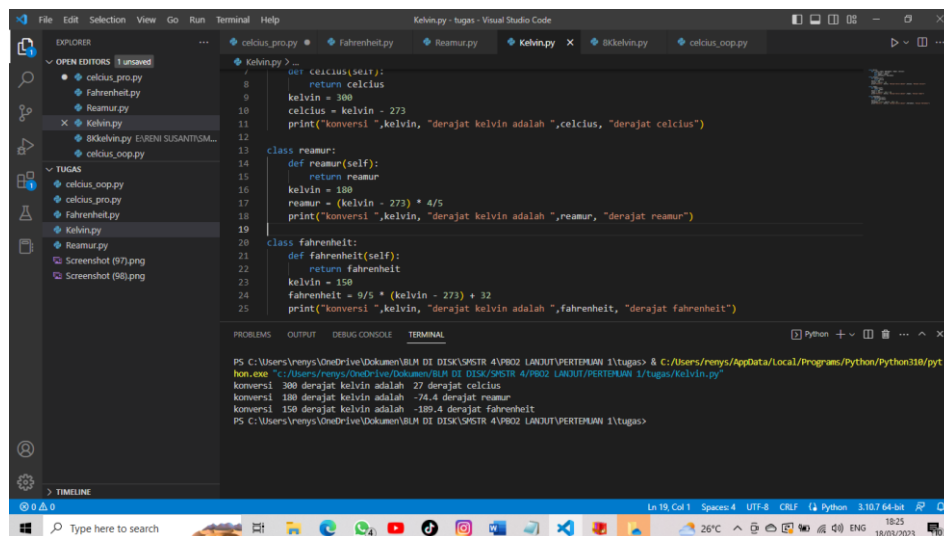 File Edit Selection View Go Run Terminal Help Kelvin.py - tugas - Visual Studio Code
EXPLORER
OPEN EDITORS 1 unsaved
celcius_pro.py
Fahrenheit.py
Reamur.py
Kelvin.py
8Kkelvin.py E:\RENI SUSANTI\SM...
celcius_oop.py
TUGAS
celcius_oop.py
celcius_pro.py
Fahrenheit.py
Kelvin.py
Reamur.py
Screenshot (97).png
Screenshot (98).png
TIMELINE
celcius_pro.py Fahrenheit.py Reamur.py Kelvin.py 8Kkelvin.py celcius_oop.py
Kelvin.py > ...
7 def celcius(self):
8 return celcius
9 kelvin = 300
10 celcius = kelvin - 273
11 print("konversi ",kelvin, "derajat kelvin adalah ",celcius, "derajat celcius")
12
13 class reamur:
14 def reamur(self):
15 return reamur
16 kelvin = 180
17 reamur = (kelvin - 273) * 4/5
18 print("konversi ",kelvin, "derajat kelvin adalah ",reamur, "derajat reamur")
19
20 class fahrenheit:
21 def fahrenheit(self):
22 return fahrenheit
23 kelvin = 150
24 fahrenheit = 9/5 * (kelvin - 273) + 32
25 print("konversi ",kelvin, "derajat kelvin adalah ",fahrenheit, "derajat fahrenheit")
PROBLEMS OUTPUT DEBUG CONSOLE TERMINAL Python
PS C:\Users\renys\OneDrive\Dokumen\BLM DI DISK\SMSTR 4\PBO2 LANJUT\PERTEMUAN 1\tugas> & C:/Users/renys/AppData/Local/Programs/Python/Python310/pyt
hon.exe "c:/Users/renys/OneDrive/Dokumen/BLM DI DISK/SMSTR 4/PBO2 LANJUT/PERTEMUAN 1/tugas/Kelvin.py"
konversi 300 derajat kelvin adalah 27 derajat celcius
konversi 180 derajat kelvin adalah -74.4 derajat reamur
konversi 150 derajat kelvin adalah -189.4 derajat fahrenheit
PS C:\Users\renys\OneDrive\Dokumen\BLM DI DISK\SMSTR 4\PBO2 LANJUT\PERTEMUAN 1\tugas>
0 0 Ln 19, Col 1 Spaces: 4 UTF-8 CRLF Python 3.10.7 64-bit
Type here to search 26°C ENG 18:25
18/03/2023